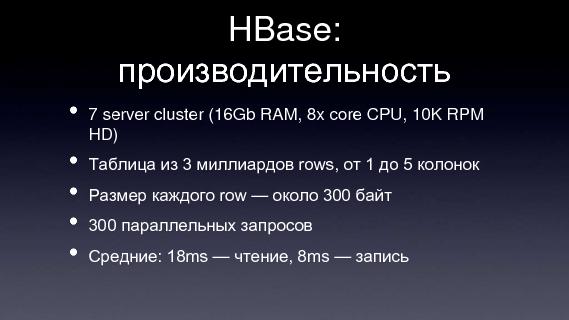 HBase:
производительность
• 7 server cluster (16Gb RAM, 8x core CPU, 10K RPM
HD)
• Таблица из 3 миллиардов rows, от 1 до 5 колонок
• Размер каждого row — около 300 байт
• 300 параллельных запросов
• Средние: 18ms — чтение, 8ms — запись